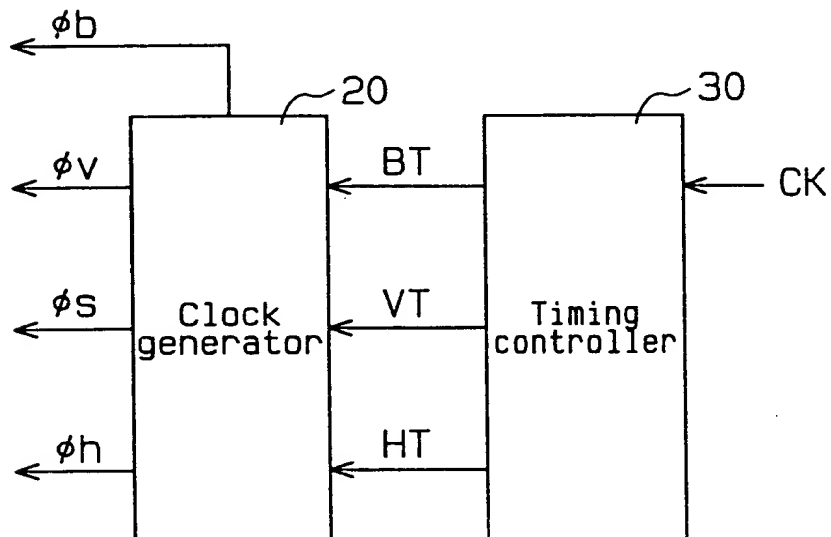 φb
20
30
φv
BT
CK
φs
VT
Clock
generator
Timing
controller
φh
HT